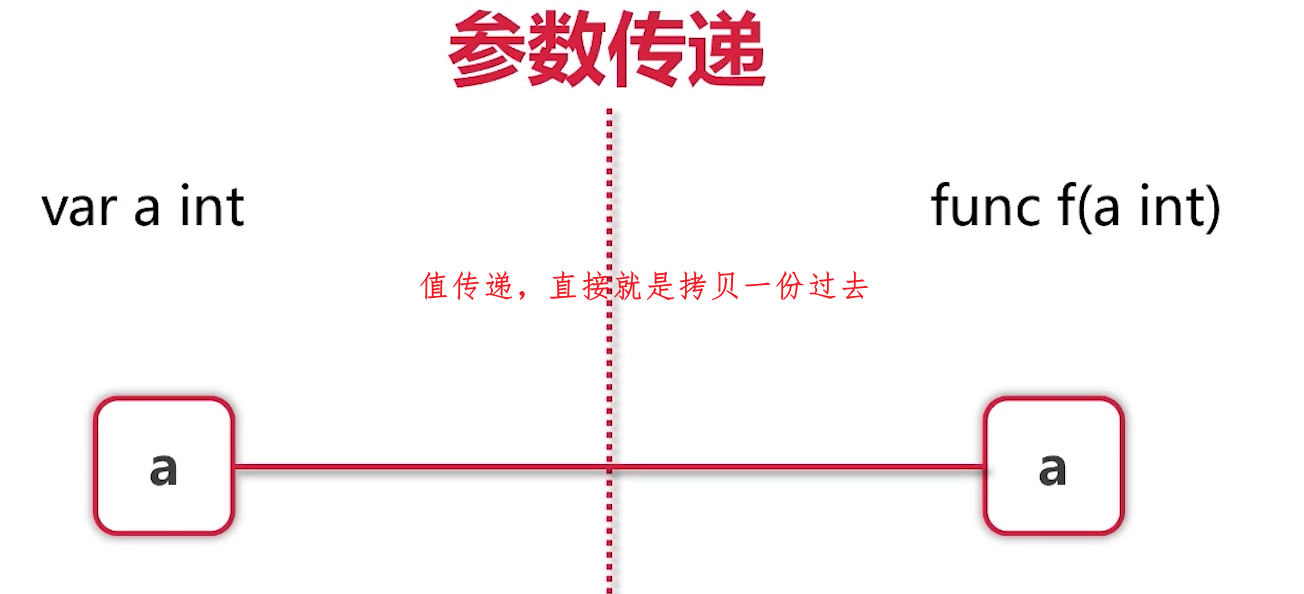 参数传递
var a int
func f(a int)
值传递，直接就是拷贝一份过去
a
a